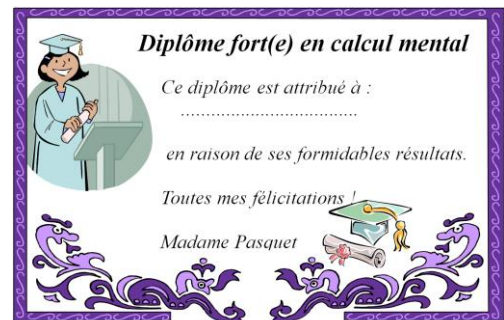 Diplôme fort(e) en calcul mental
Ce diplôme est attribué à :
....................................
en raison de ses formidables résultats.
Toutes mes félicitations !
Madame Pasquet